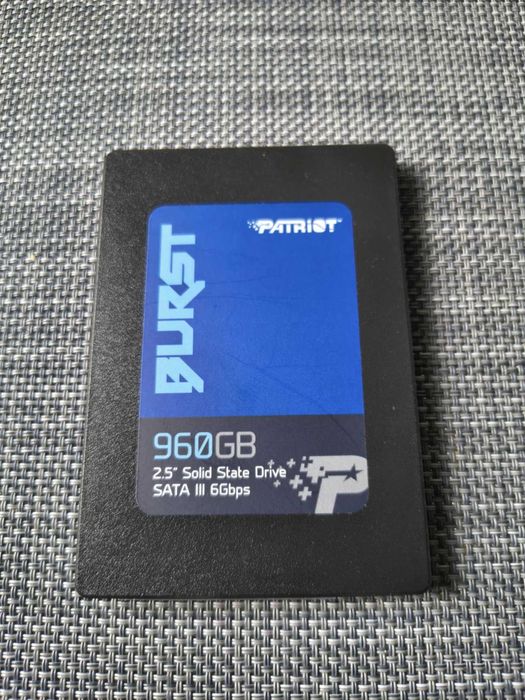 PATRIOT
BURST
960GB
2.5" Solid State Drive
SATA III 6Gbps